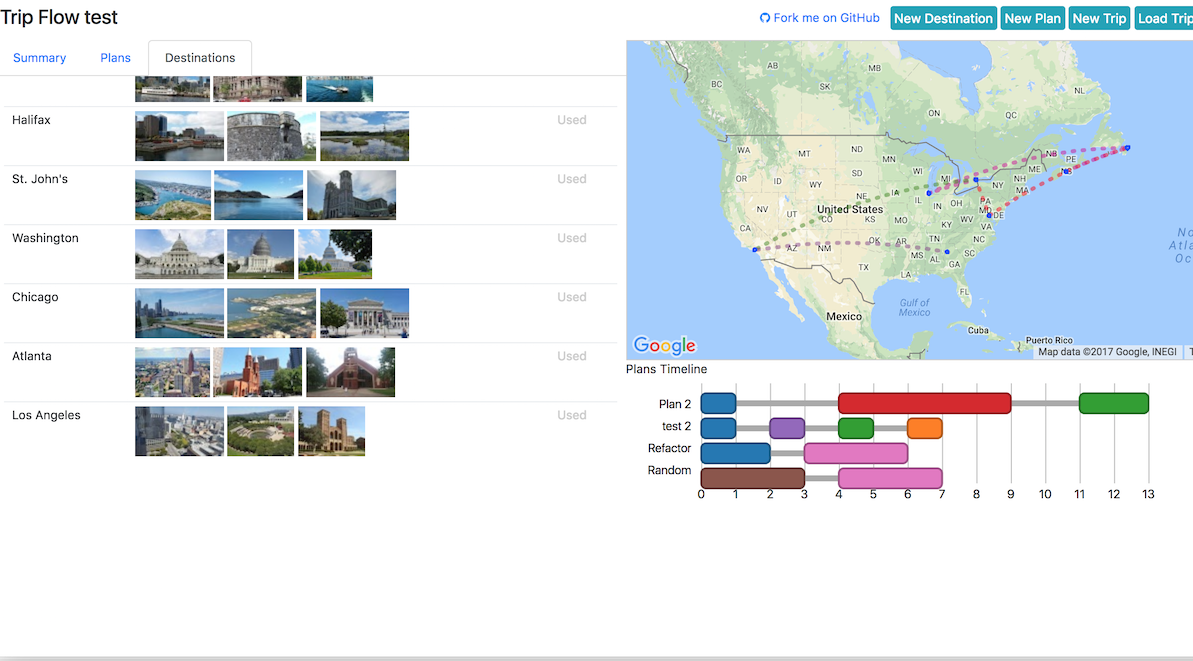 Trip Flow test
Fork me on GitHub
New Destination
New Plan
New Trip
Load Trip
Summary
Plans
Destinations
Halifax
Used
St. John's
Used
Washington
Used
Chicago
Used
Atlanta
Used
Los Angeles
Used
AB
MB
BC
SK
NL
ON
QC
WA
MT
ND
MN
NB
PE
NS
OR
ID
WY
SD
WI
MI
ME
NH
NY
MA
NE
IA
NV
UT
United States
CO
KS
MO
IL
IN
OH
PA
MD
DE
WV
VA
KY
CA
AZ
NM
OK
AR
TN
NC
SC
MS
AL
GA
TX
LA
FL
Gulf of
Mexico
Mexico
Cuba
Puerto Rico
Google
Map data ©2017 Google, INEGI
Plans Timeline
Plan 2
test 2
Refactor
Random
0 1 2 3 4 5 6 7 8 9 10 11 12 13